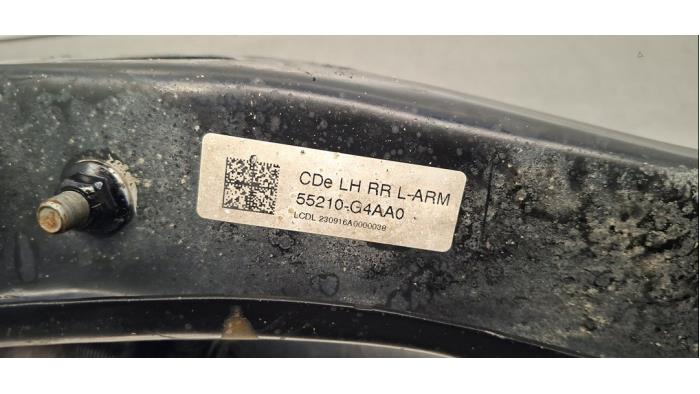 CDe LH RR L-ARM
55210-G4AA0
LCDL 230916A0000038